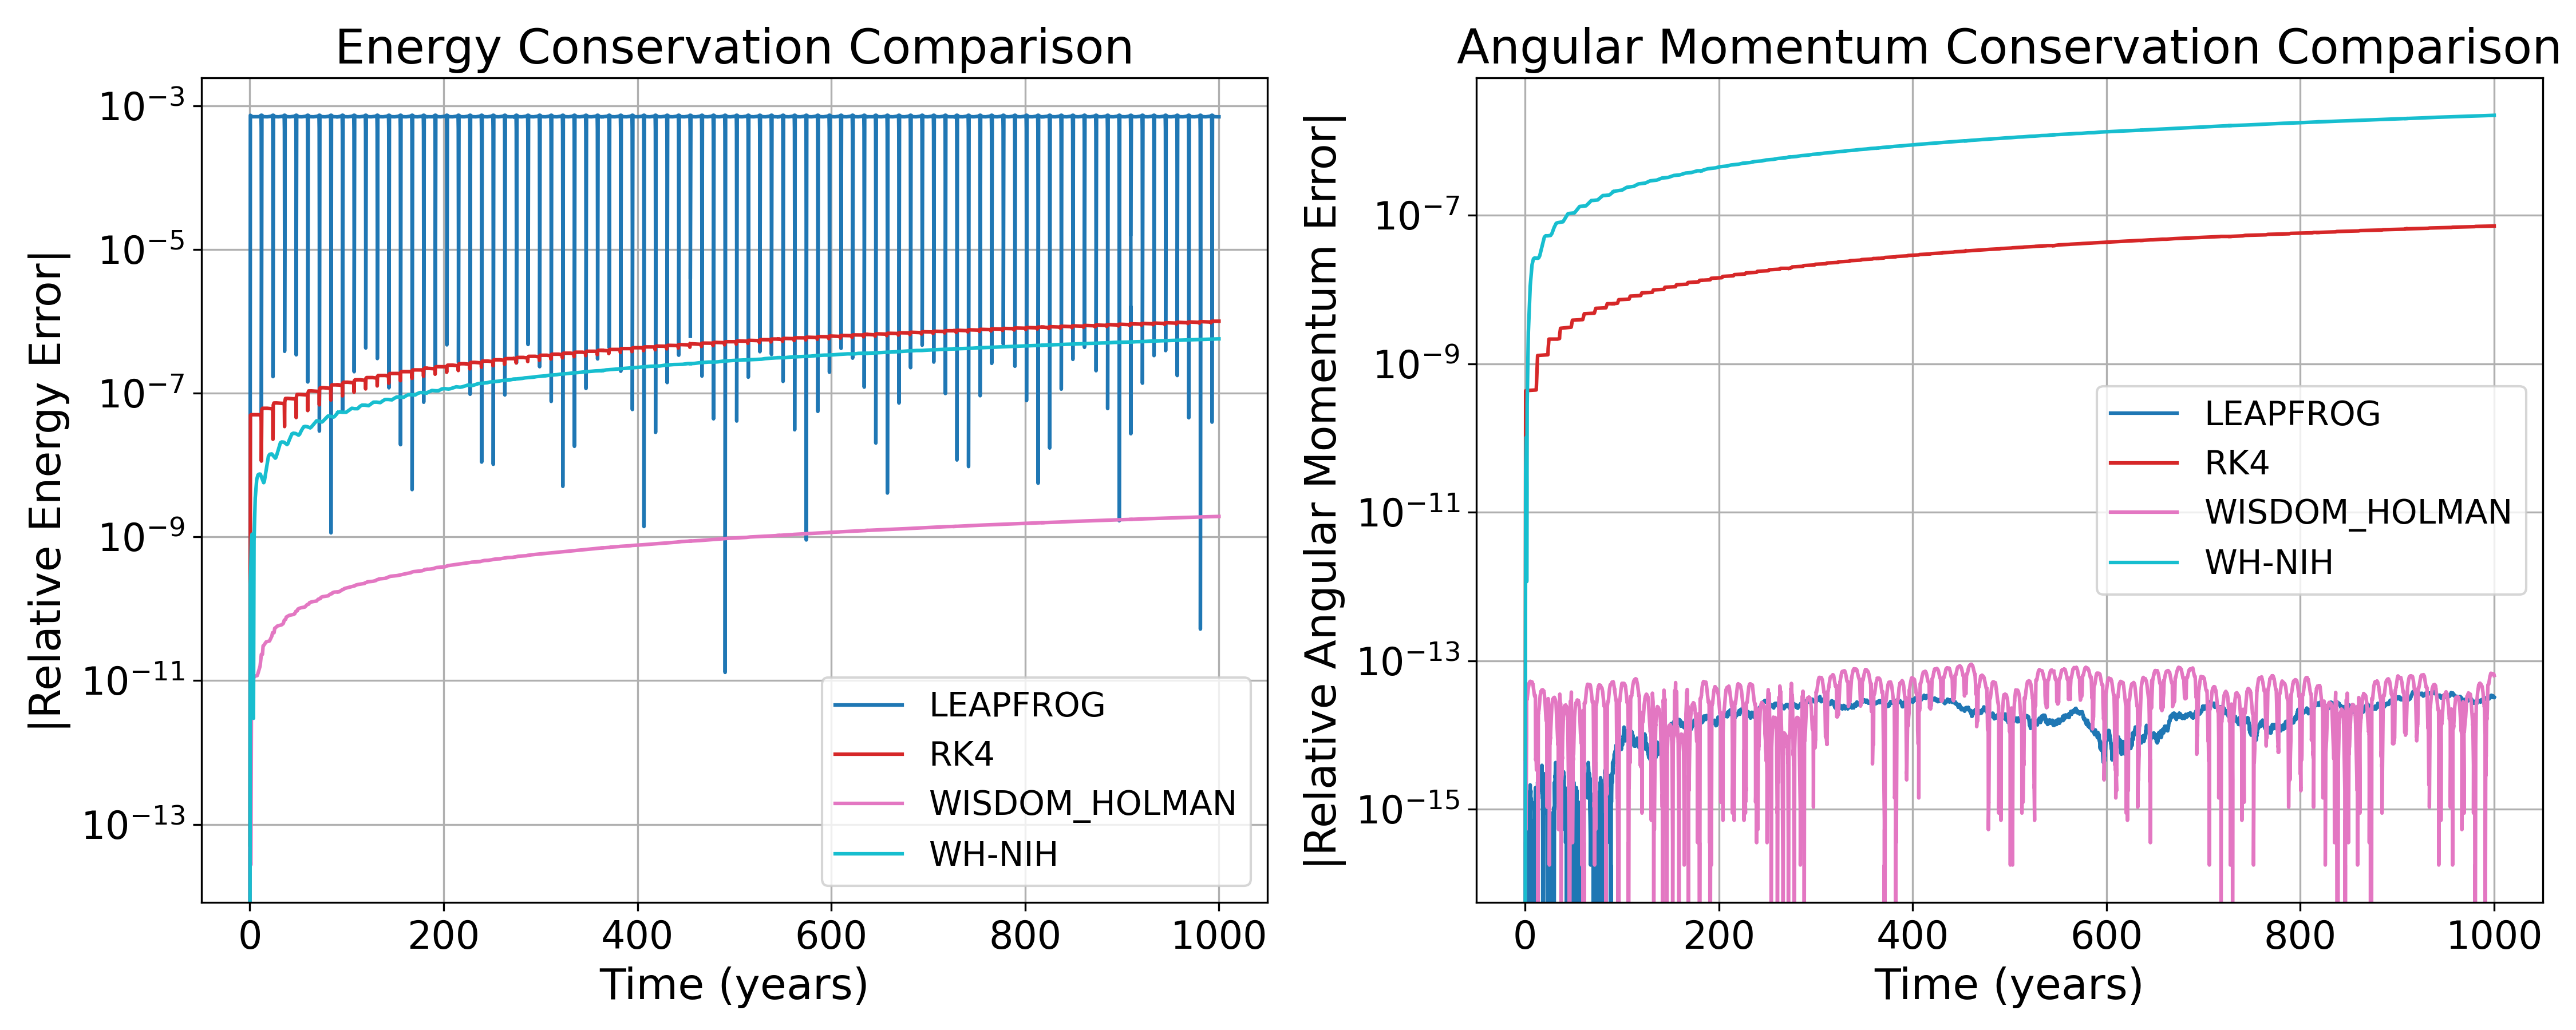 Energy Conservation Comparison
|Relative Energy Error|
10⁻³
10⁻⁵
10⁻⁷
10⁻⁹
10⁻¹¹
10⁻¹³
LEAPFROG
RK4
WISDOM_HOLMAN
WH-NIH
0 200 400 600 800 1000
Time (years)
Angular Momentum Conservation Comparison
|Relative Angular Momentum Error|
10⁻⁷
10⁻⁹
10⁻¹¹
10⁻¹³
10⁻¹⁵
LEAPFROG
RK4
WISDOM_HOLMAN
WH-NIH
0 200 400 600 800 1000
Time (years)